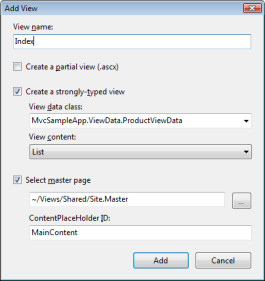 Add View
View name:
Index
Create a partial view (.ascx)
Create a strongly-typed view
View data class:
MvcSampleApp.ViewData.ProductViewData
View content:
List
Select master page
~/Views/Shared/Site.Master
...
ContentPlaceHolder ID:
MainContent
Add Cancel